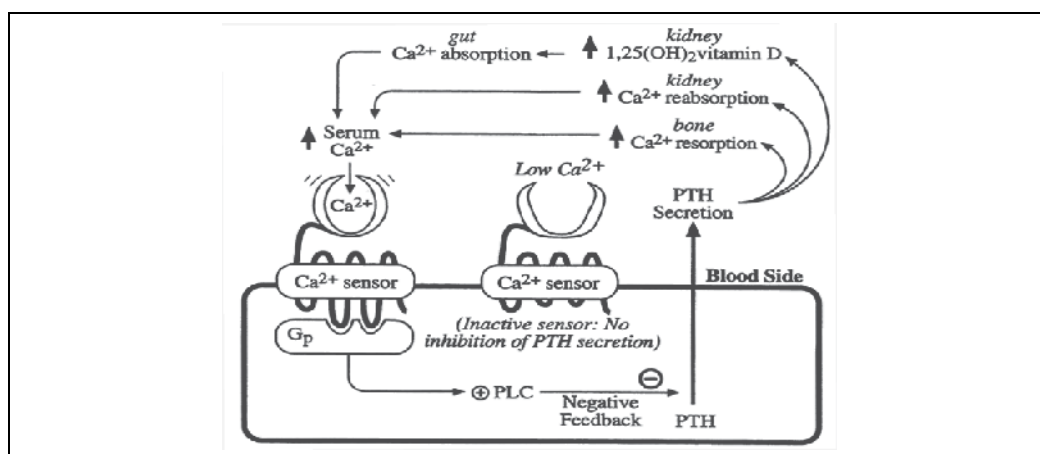 gut
Ca2+ absorption
kidney
1,25(OH)2vitamin D
kidney
Ca2+ reabsorption
bone
Ca2+ resorption
Serum
Ca2+
Ca2+
Low Ca2+
PTH
Secretion
Ca2+ sensor
Ca2+ sensor
Blood Side
Gp
(Inactive sensor: No
inhibition of PTH secretion)
+ PLC
−
Negative
Feedback
PTH